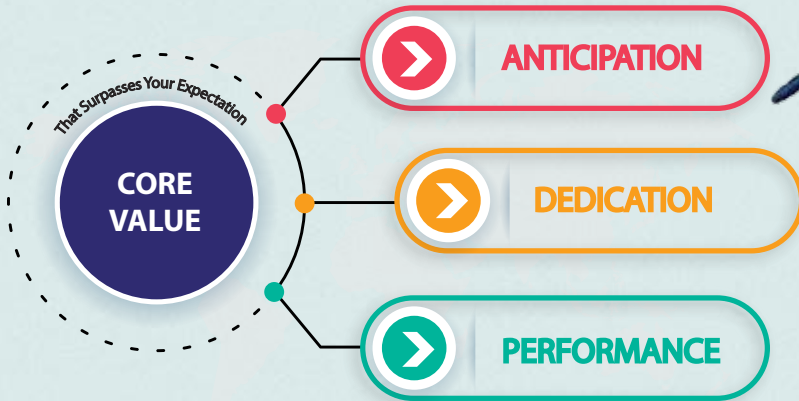 That Surpasses Your Expectation
CORE
VALUE
ANTICIPATION
DEDICATION
PERFORMANCE